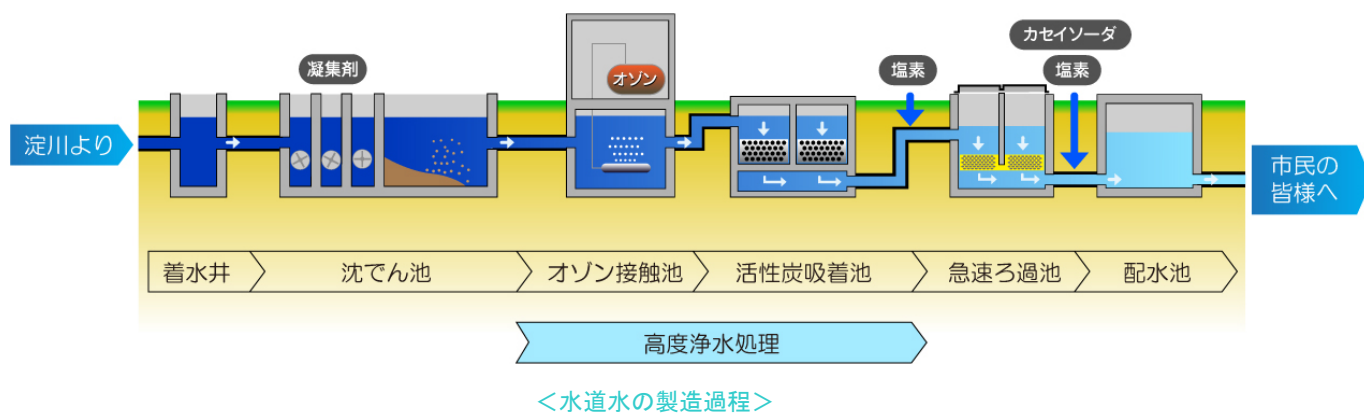 カセイソーダ
凝集剤
オゾン
塩素
塩素
淀川より
市民の
皆様へ
着水井
沈でん池
オゾン接触池
活性炭吸着池
急速ろ過池
配水池
高度浄水処理
＜水道水の製造過程＞